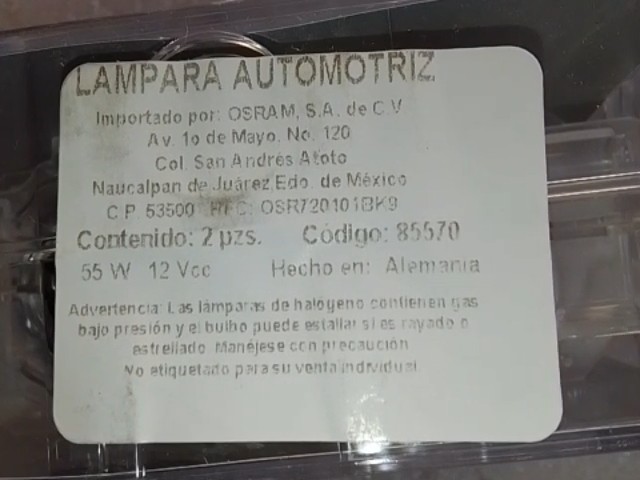 LAMPARA AUTOMOTRIZ
Importado por: OSRAM, S.A. de C.V
Av. 1o de Mayo. No. 120
Col. San Andrés Atoto
Naucalpan de Juárez, Edo. de México
C.P. 53500 RFC: OSR720101BK9
Contenido: 2 pzs. Código: 85570
55 W 12 Vcc Hecho en: Alemania
Advertencia: Las lámparas de halogeno contienen gas
bajo presión y el bulbo puede estallar si es rayado o
estrellado. Manéjese con precaución
No etiquetado para su venta individual